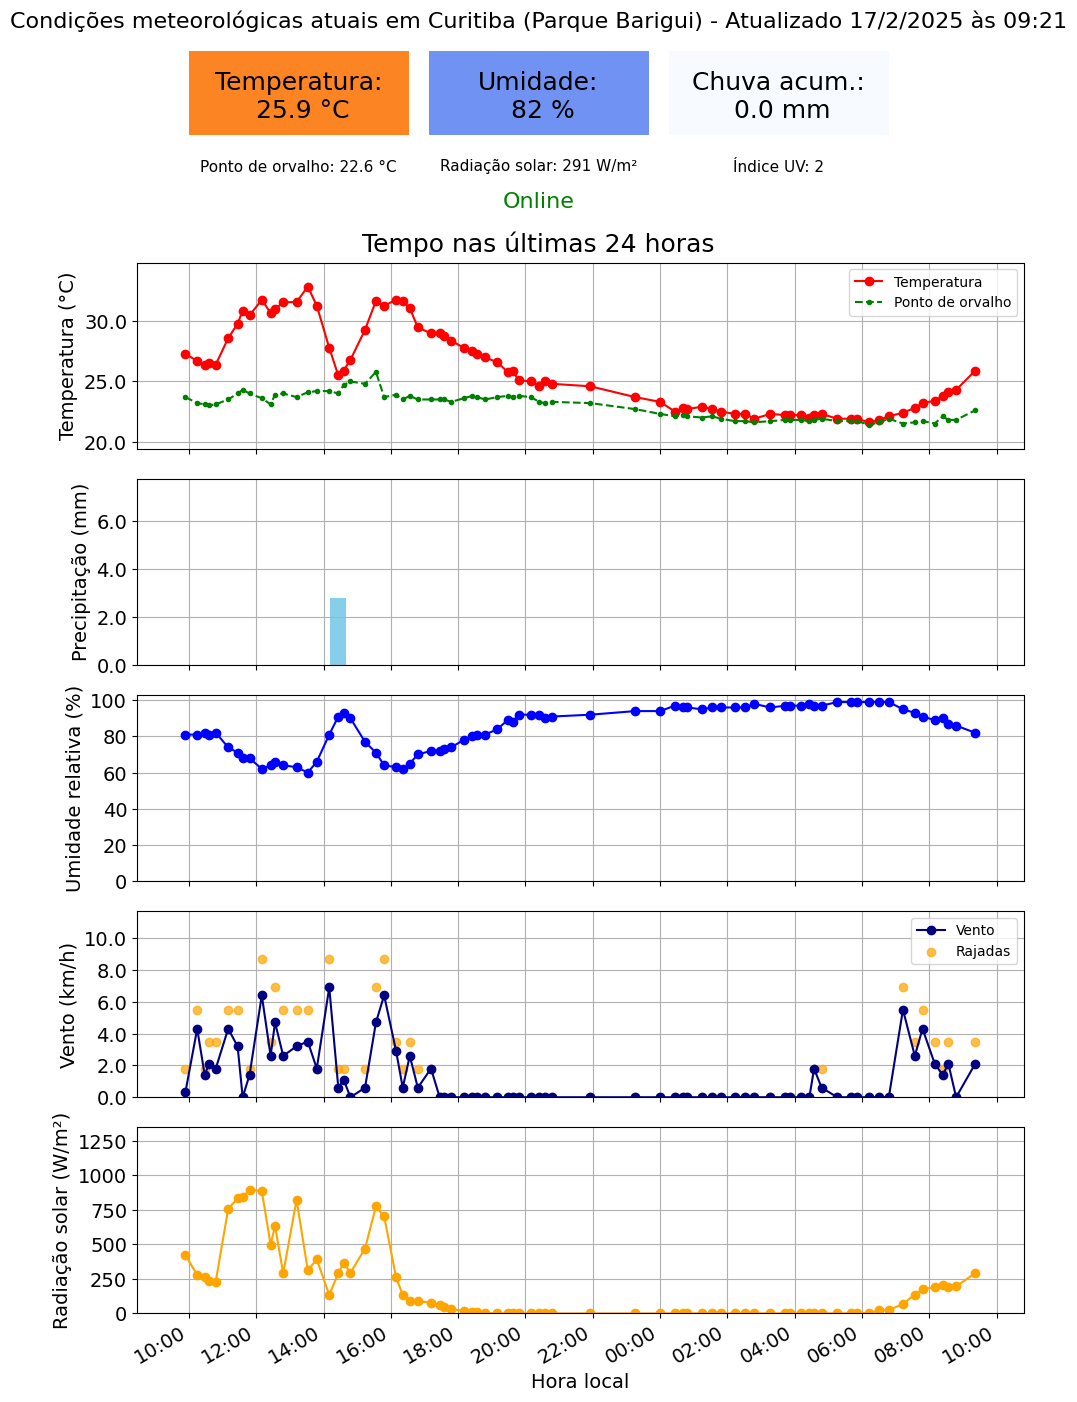 Condições meteorológicas atuais em Curitiba (Parque Barigui) - Atualizado 17/2/2025 às 09:21
Temperatura:
25.9 °C
Umidade:
82 %
Chuva acum.:
0.0 mm
Ponto de orvalho: 22.6 °C
Radiação solar: 291 W/m²
Índice UV: 2
Online
Tempo nas últimas 24 horas
Temperatura (°C)
30.0
25.0
20.0
Temperatura
Ponto de orvalho
Precipitação (mm)
6.0
4.0
2.0
0.0
Umidade relativa (%)
100
80
60
40
20
0
Vento (km/h)
10.0
8.0
6.0
4.0
2.0
0.0
Vento
Rajadas
Radiação solar (W/m²)
1250
1000
750
500
250
0
10:00
12:00
14:00
16:00
18:00
20:00
22:00
00:00
02:00
04:00
06:00
08:00
10:00
Hora local